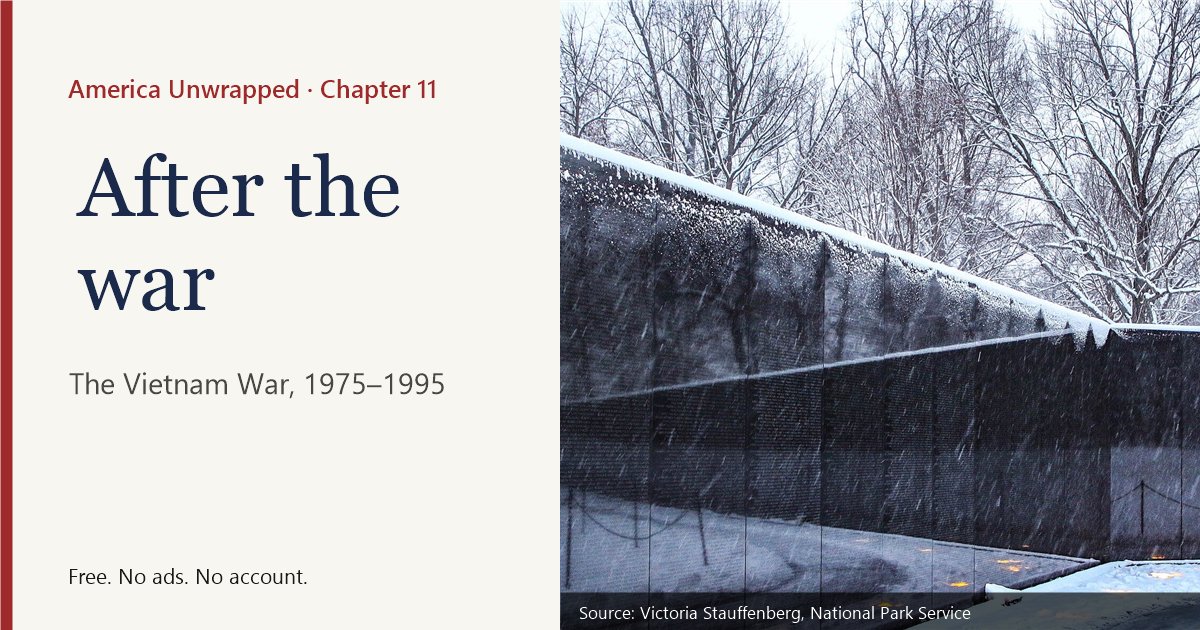 America Unwrapped · Chapter 11
After the
war
The Vietnam War, 1975–1995
Free. No ads. No account.
Source: Victoria Stauffenberg, National Park Service